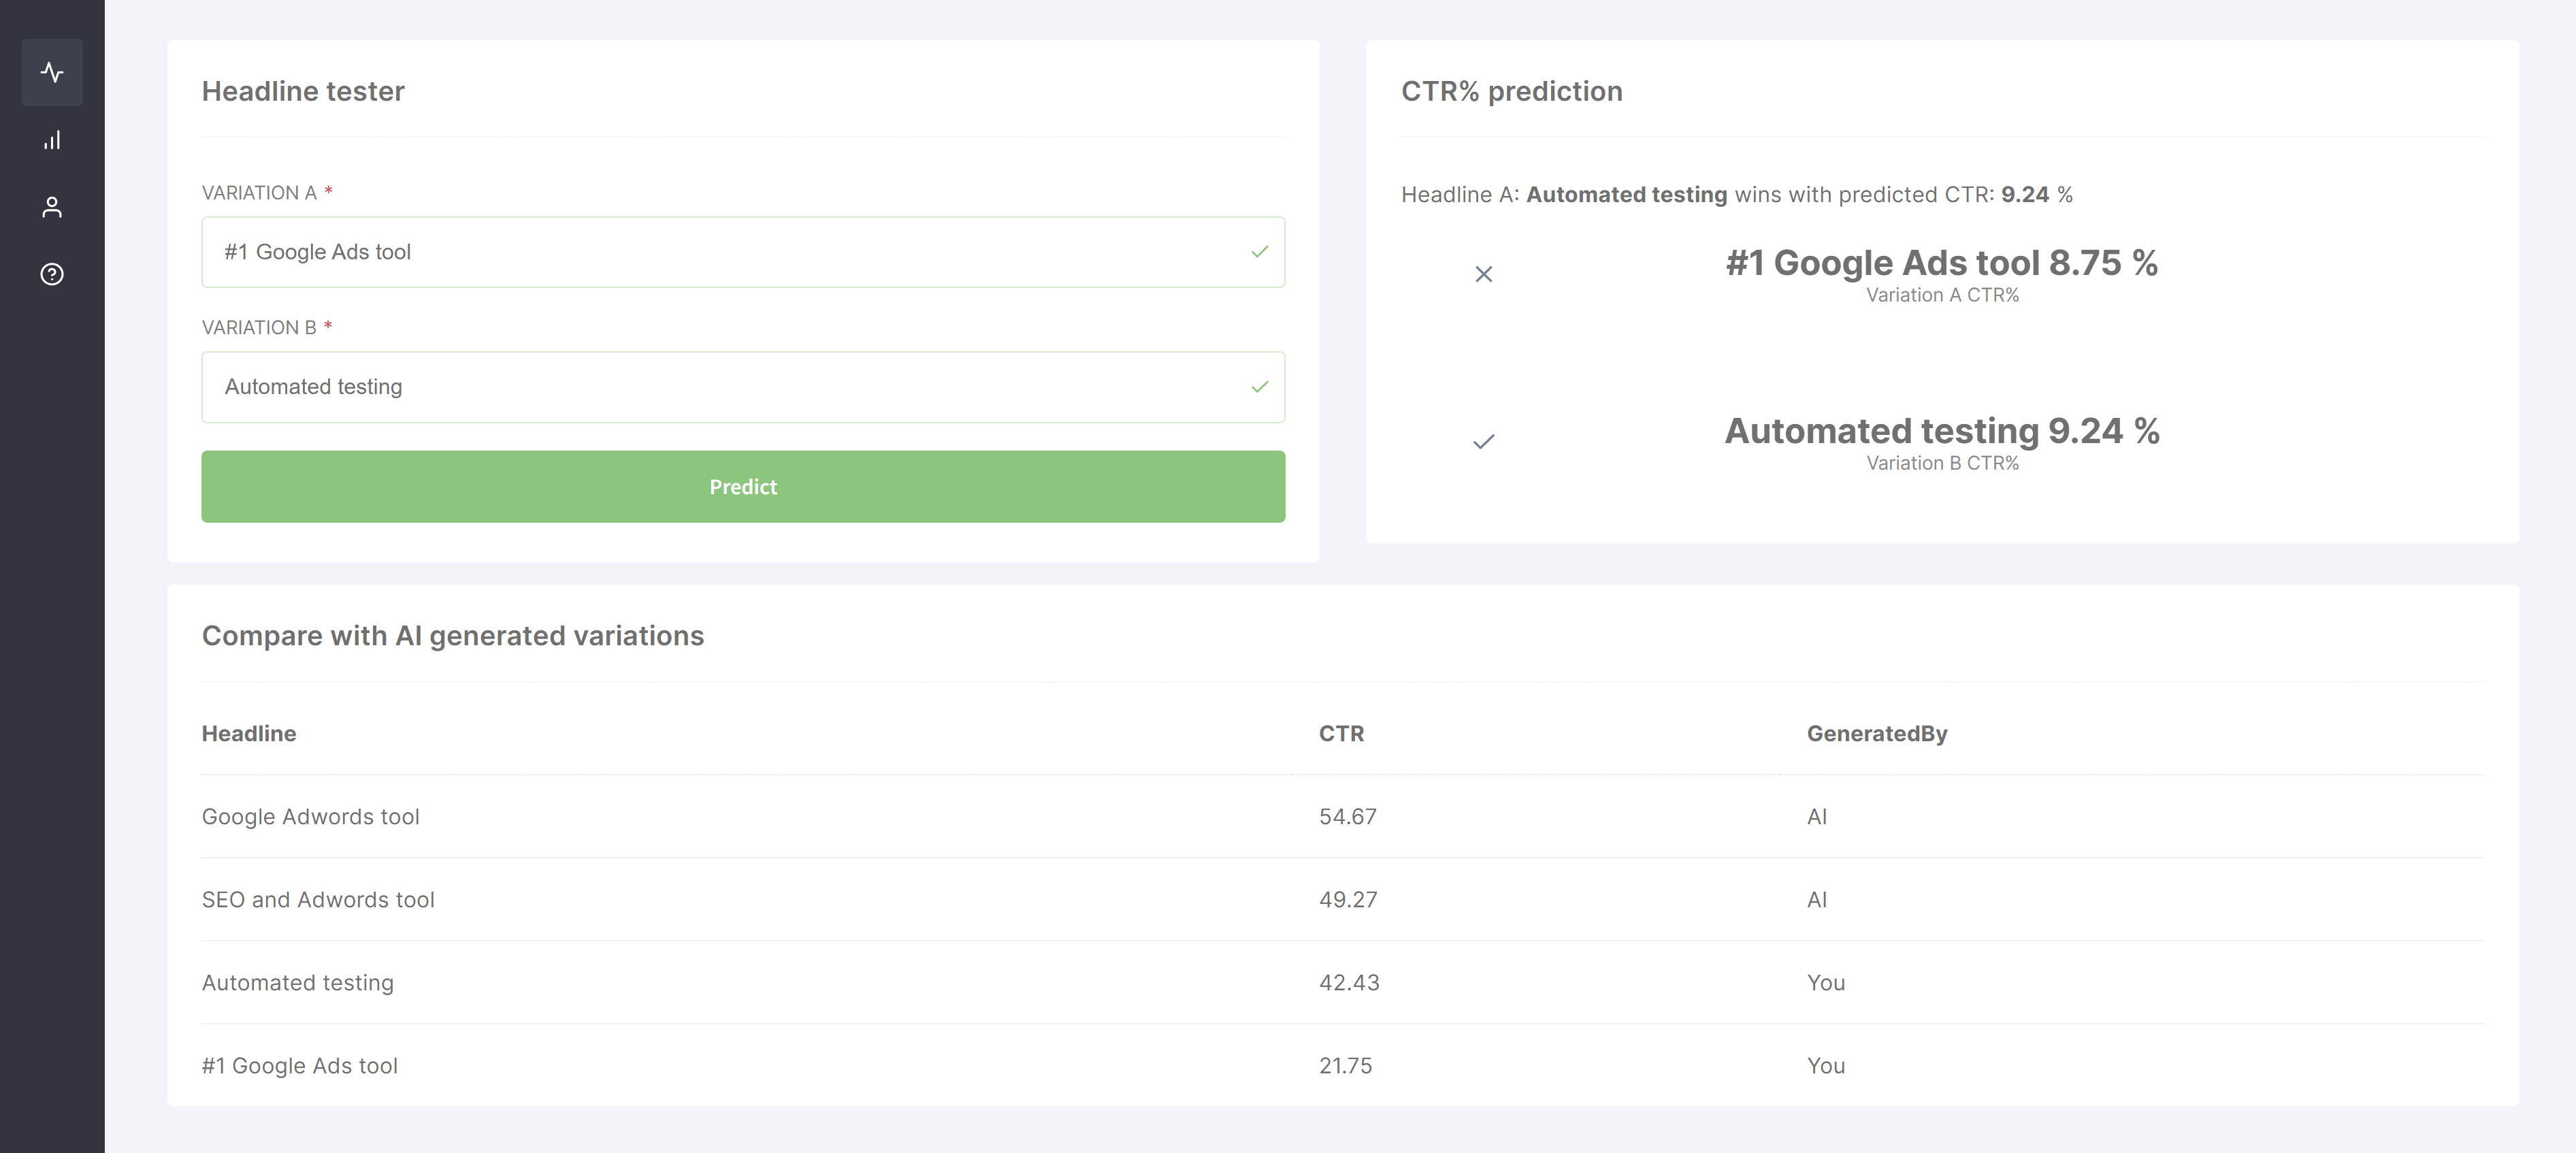 Headline tester
VARIATION A *
#1 Google Ads tool
VARIATION B *
Automated testing
Predict
CTR% prediction
Headline A: Automated testing wins with predicted CTR: 9.24 %
#1 Google Ads tool 8.75 %
Variation A CTR%
Automated testing 9.24 %
Variation B CTR%
Compare with AI generated variations
Headline CTR GeneratedBy
Google Adwords tool 54.67 AI
SEO and Adwords tool 49.27 AI
Automated testing 42.43 You
#1 Google Ads tool 21.75 You